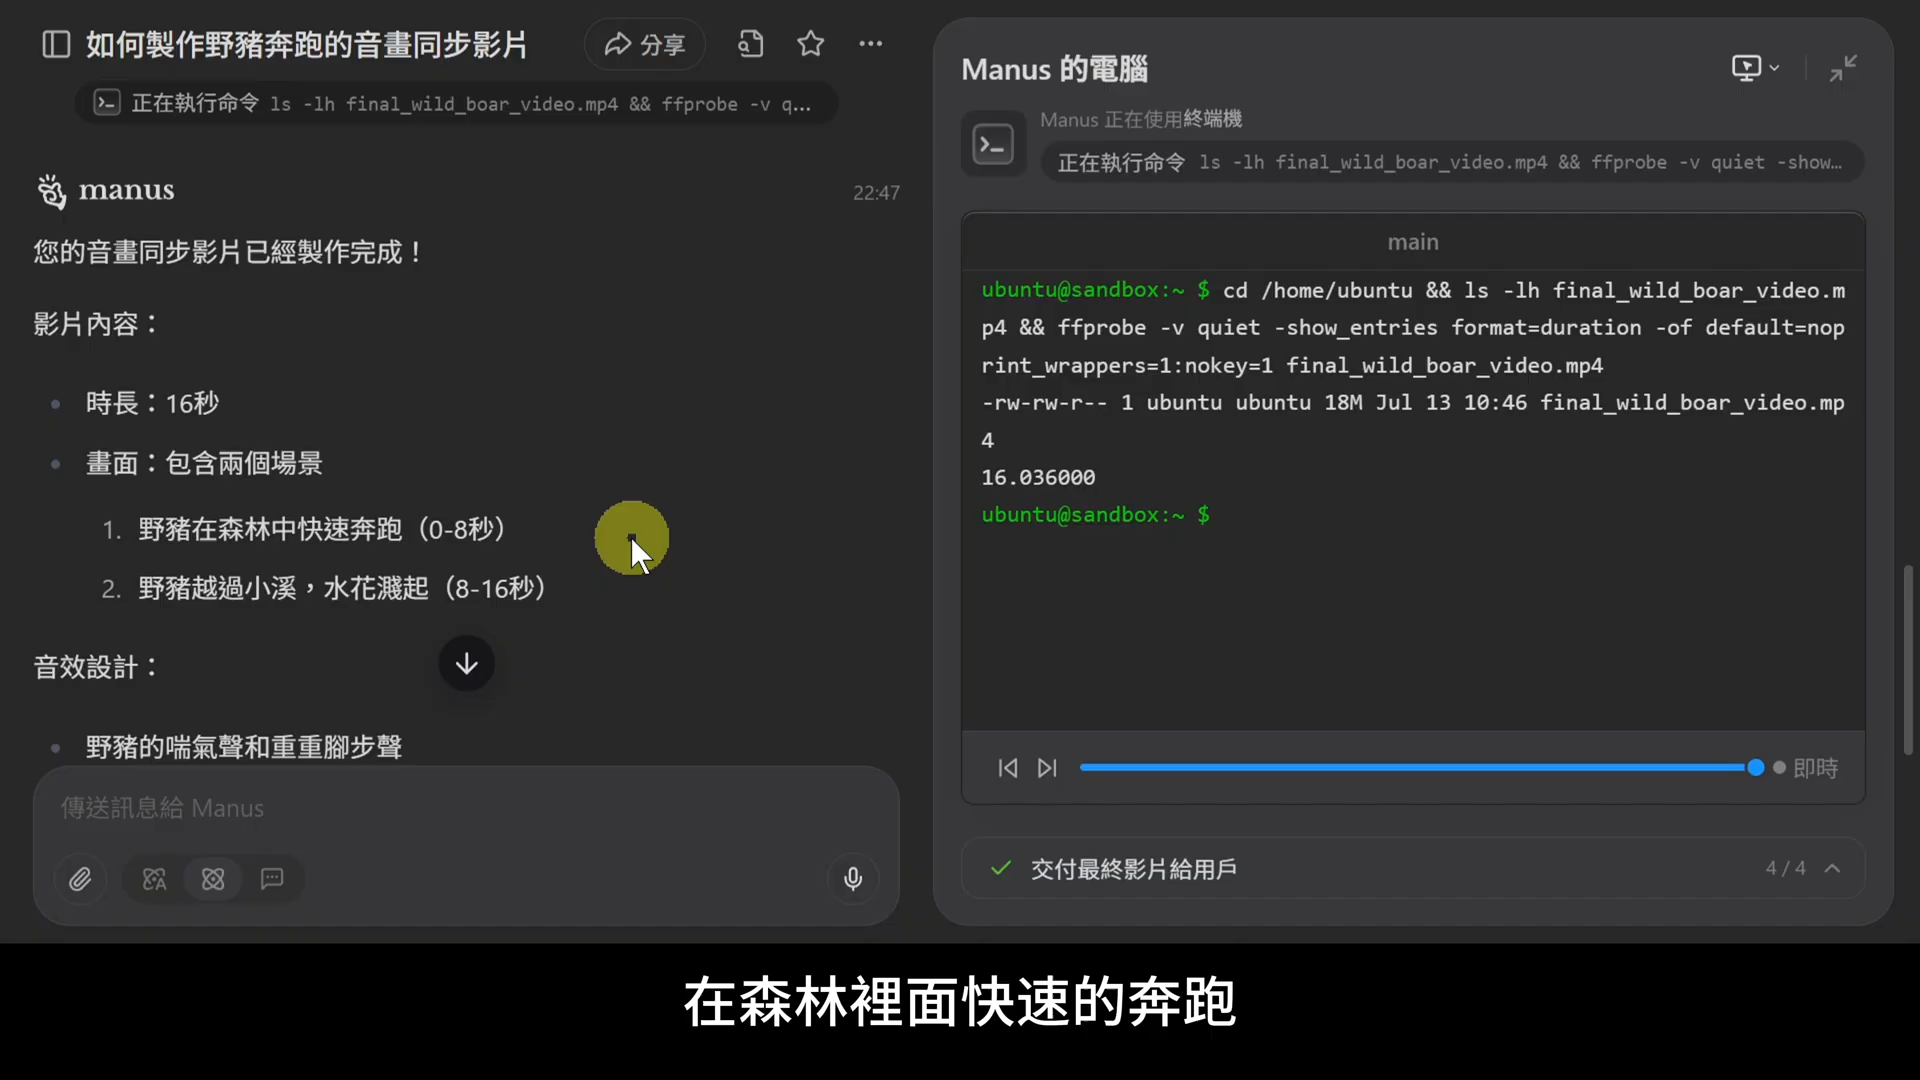 如何製作野豬奔跑的音畫同步影片
分享
正在執行命令 ls -lh final_wild_boar_video.mp4 && ffprobe -v q...
manus
22:47
您的音畫同步影片已經製作完成！
影片內容：
時長：16秒
畫面：包含兩個場景
1. 野豬在森林中快速奔跑（0-8秒）
2. 野豬越過小溪，水花濺起（8-16秒）
音效設計：
野豬的喘氣聲和重重腳步聲
傳送訊息給 Manus
Manus 的電腦
Manus 正在使用終端機
正在執行命令 ls -lh final_wild_boar_video.mp4 && ffprobe -v quiet -show…
main
ubuntu@sandbox:~ $ cd /home/ubuntu && ls -lh final_wild_boar_video.m
p4 && ffprobe -v quiet -show_entries format=duration -of default=nop
rint_wrappers=1:nokey=1 final_wild_boar_video.mp4
-rw-rw-r-- 1 ubuntu ubuntu 18M Jul 13 10:46 final_wild_boar_video.mp
4
16.036000
ubuntu@sandbox:~ $
即時
交付最終影片給用戶
4 / 4
在森林裡面快速的奔跑